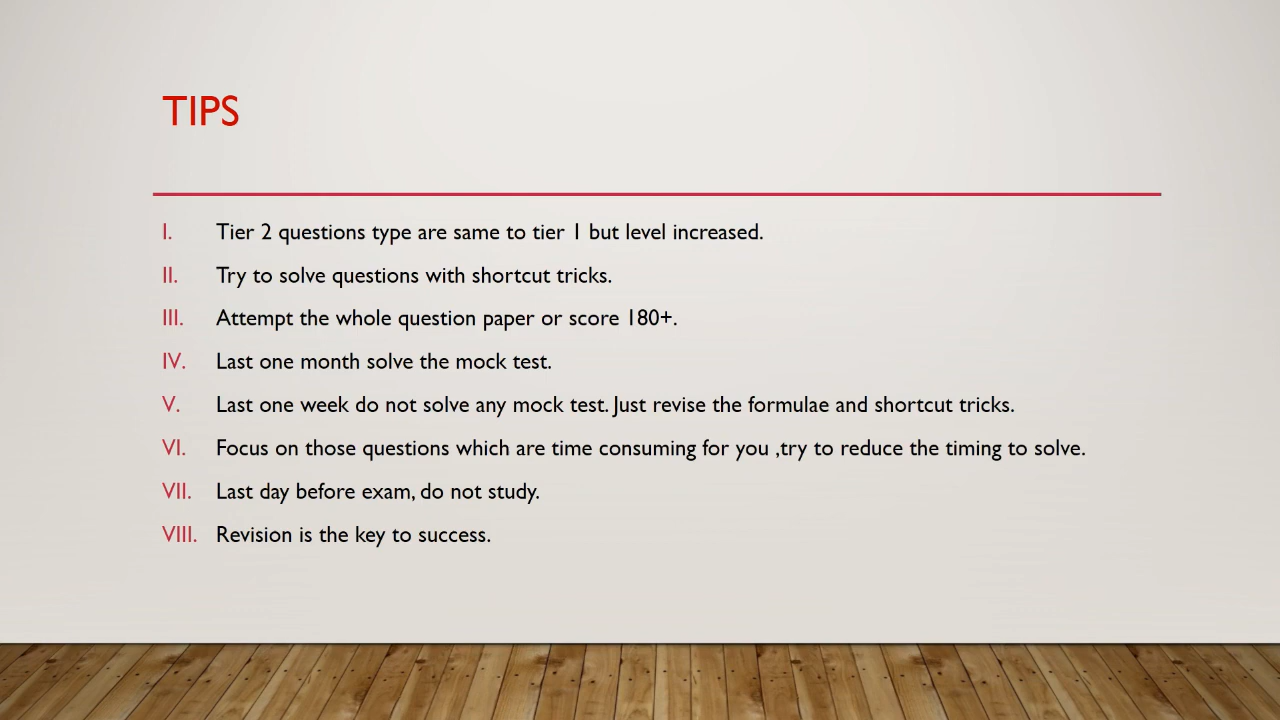 TIPS
I. Tier 2 questions type are same to tier 1 but level increased.
II. Try to solve questions with shortcut tricks.
III. Attempt the whole question paper or score 180+.
IV. Last one month solve the mock test.
V. Last one week do not solve any mock test. Just revise the formulae and shortcut tricks.
VI. Focus on those questions which are time consuming for you ,try to reduce the timing to solve.
VII. Last day before exam, do not study.
VIII. Revision is the key to success.